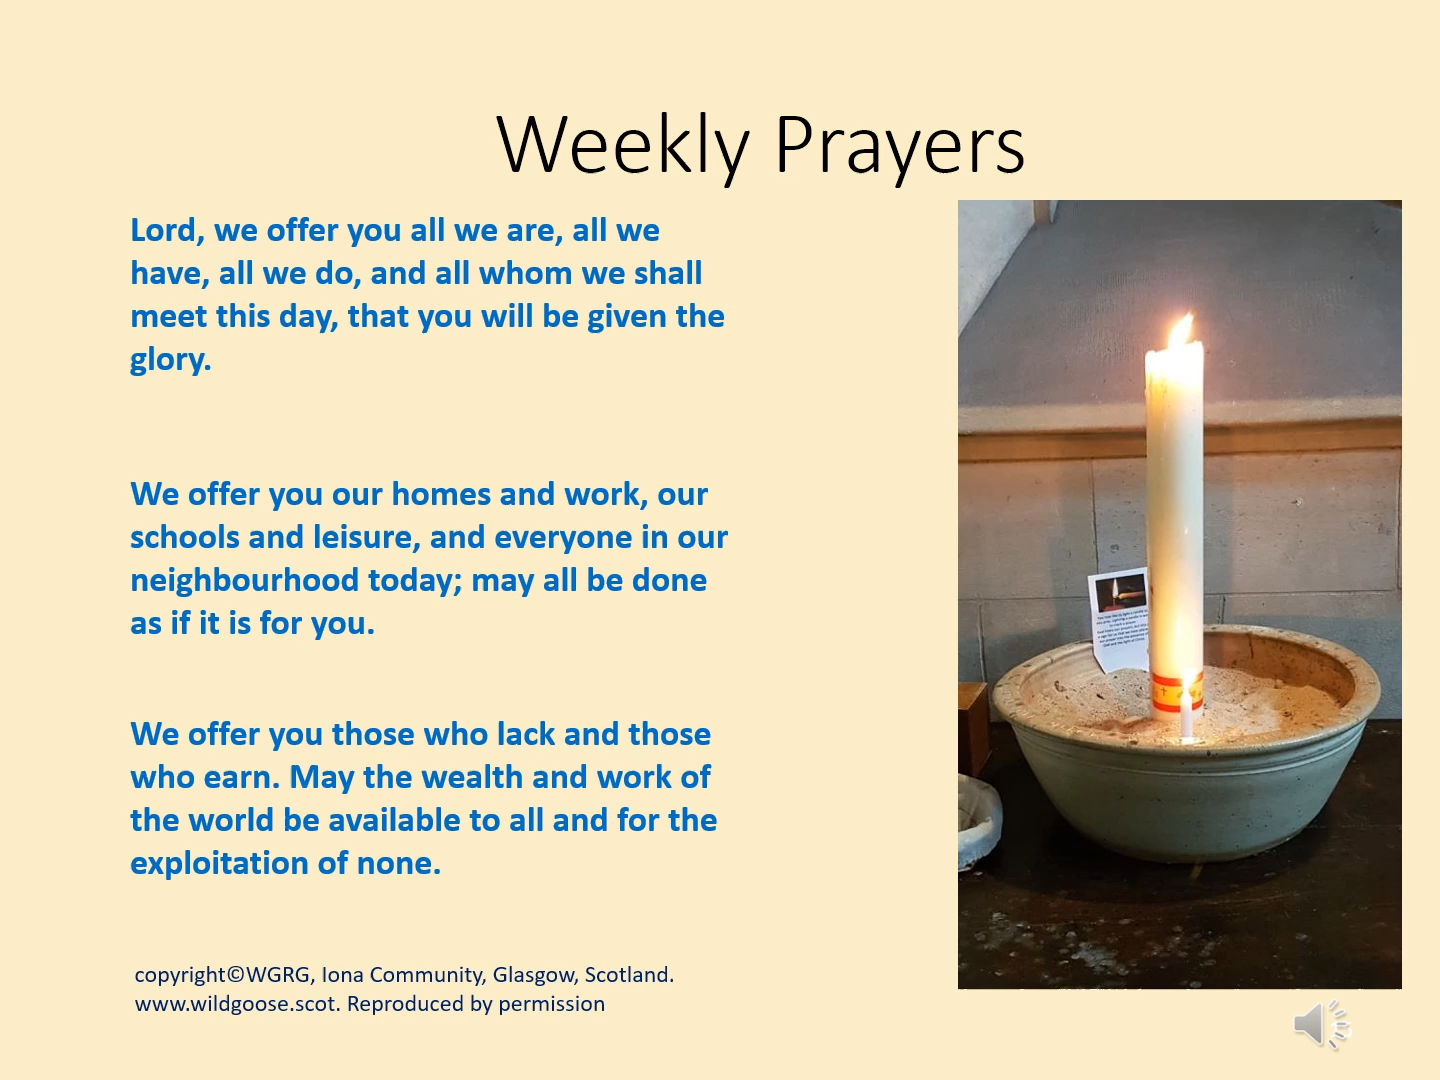 Weekly Prayers
Lord, we offer you all we are, all we
have, all we do, and all whom we shall
meet this day, that you will be given the
glory.
We offer you our homes and work, our
schools and leisure, and everyone in our
neighbourhood today; may all be done
as if it is for you.
We offer you those who lack and those
who earn. May the wealth and work of
the world be available to all and for the
exploitation of none.
copyright©WGRG, Iona Community, Glasgow, Scotland.
www.wildgoose.scot. Reproduced by permission